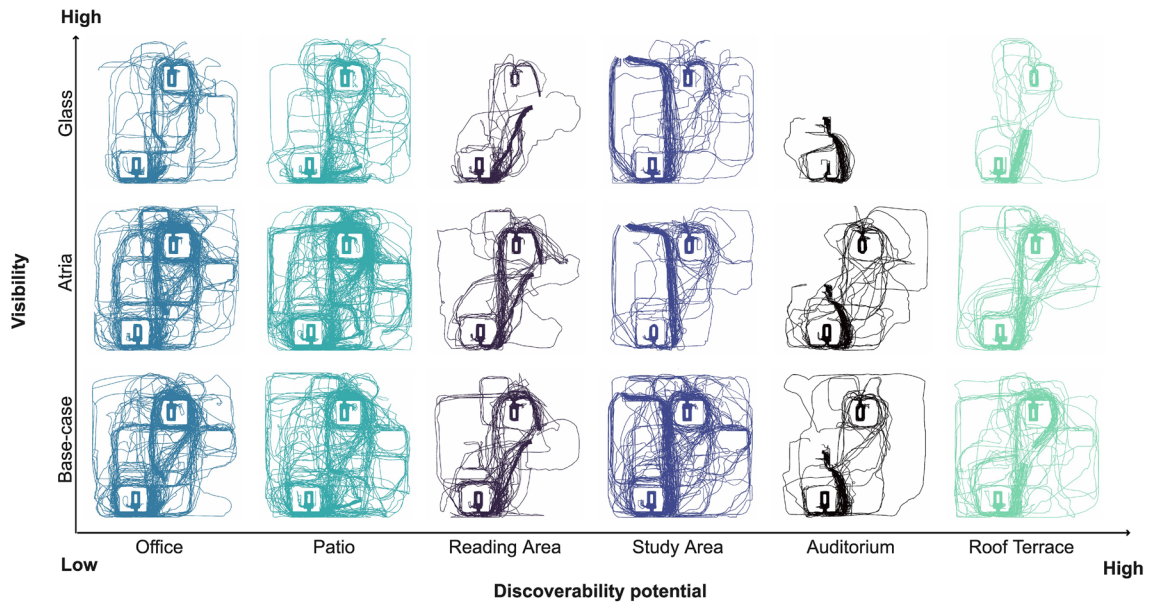 High
Glass
Atria
Visibility
Base-case
Office
Patio
Reading Area
Study Area
Auditorium
Roof Terrace
Low
High
Discoverability potential